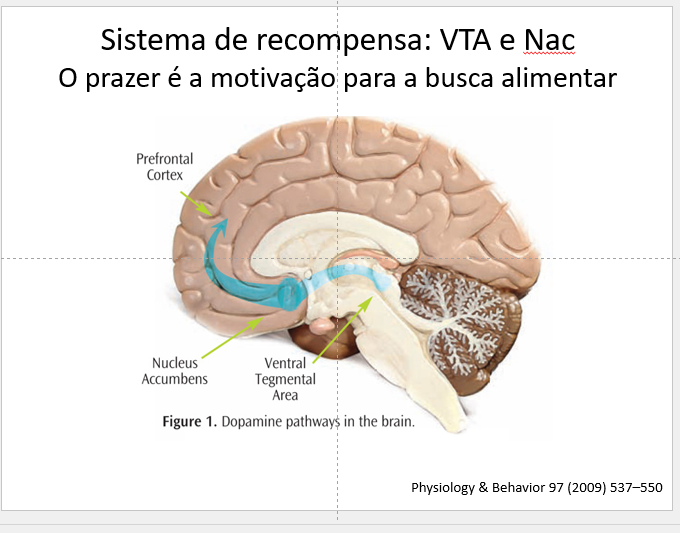 Sistema de recompensa: VTA e Nac
O prazer é a motivação para a busca alimentar
Prefrontal
Cortex
Nucleus
Accumbens
Ventral
Tegmental
Area
Figure 1. Dopamine pathways in the brain.
Physiology & Behavior 97 (2009) 537–550